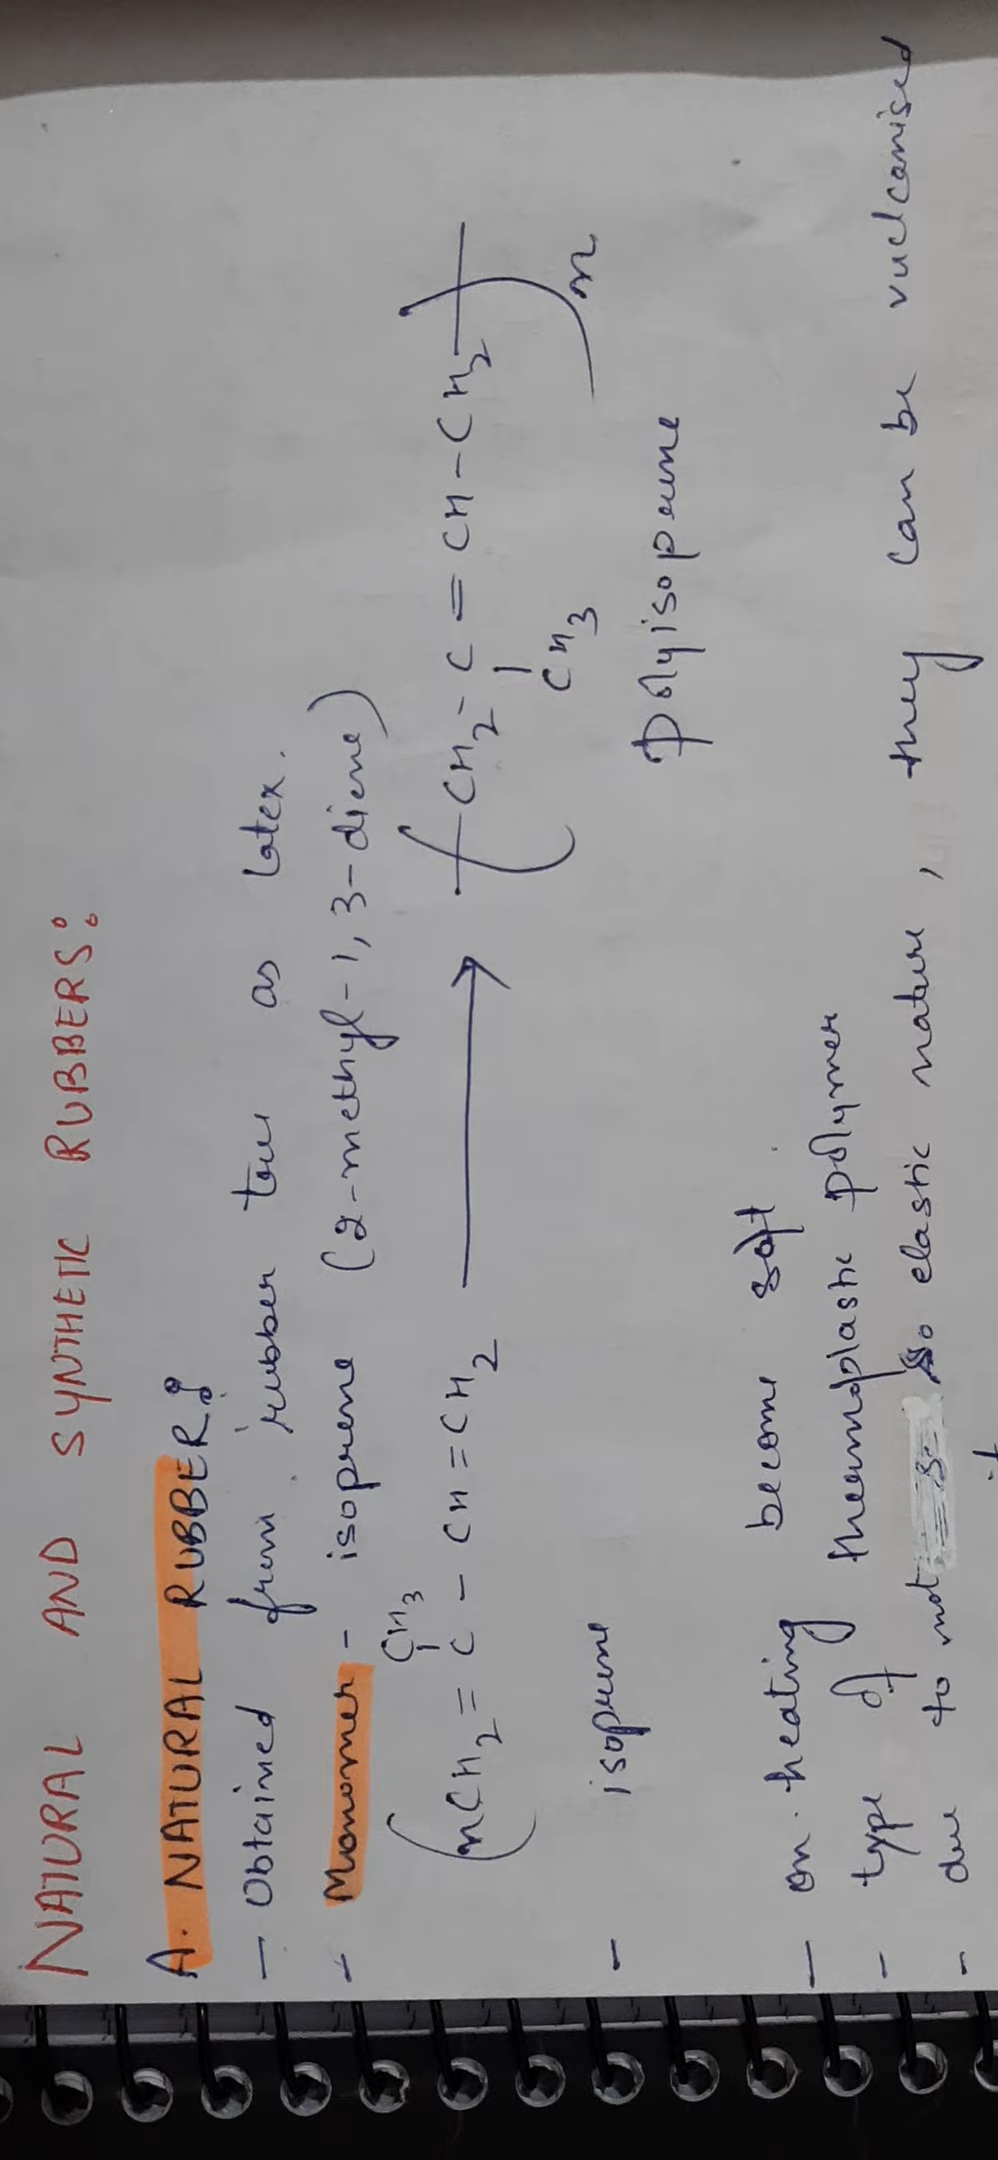 NATURAL AND SYNTHETIC RUBBERS:
A. NATURAL RUBBER:
- Obtained from rubber tree as latex.
- Monomer - isoprene (2-methyl-1,3-diene)
CH3
(nCH2=C-CH=CH2 → (CH2-C=CH-CH2)n
CH3
isoprene polyisoprene
-
- on heating become soft.
- type of thermoplastic polymer
- due to not so elastic nature, they can be vulcanised